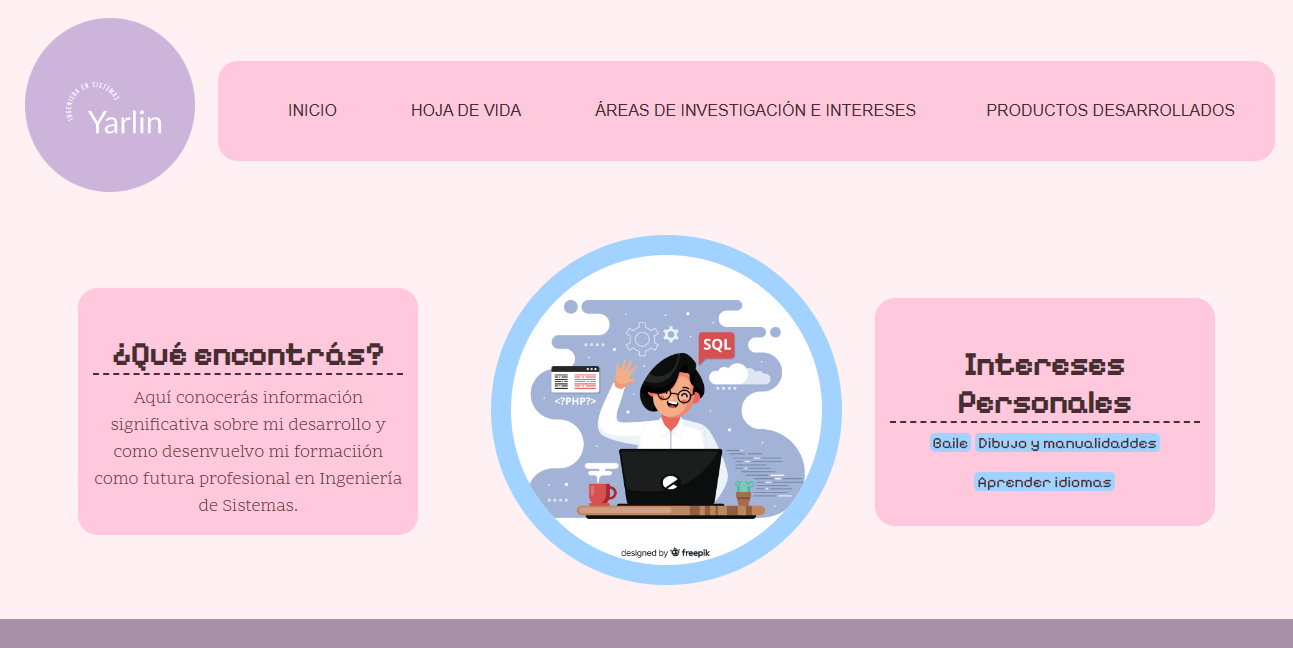 INGENIERA EN SISTEMAS
Yarlin
INICIO
HOJA DE VIDA
ÁREAS DE INVESTIGACIÓN E INTERESES
PRODUCTOS DESARROLLADOS
¿Qué encontrás?
Aquí conocerás información
significativa sobre mi desarrollo y
como desenvuelvo mi formaciión
como futura profesional en Ingeniería
de Sistemas.
SQL
<?PHP?>
designed by freepik
Intereses
Personales
Baile Dibujo y manualidaddes
Aprender idiomas